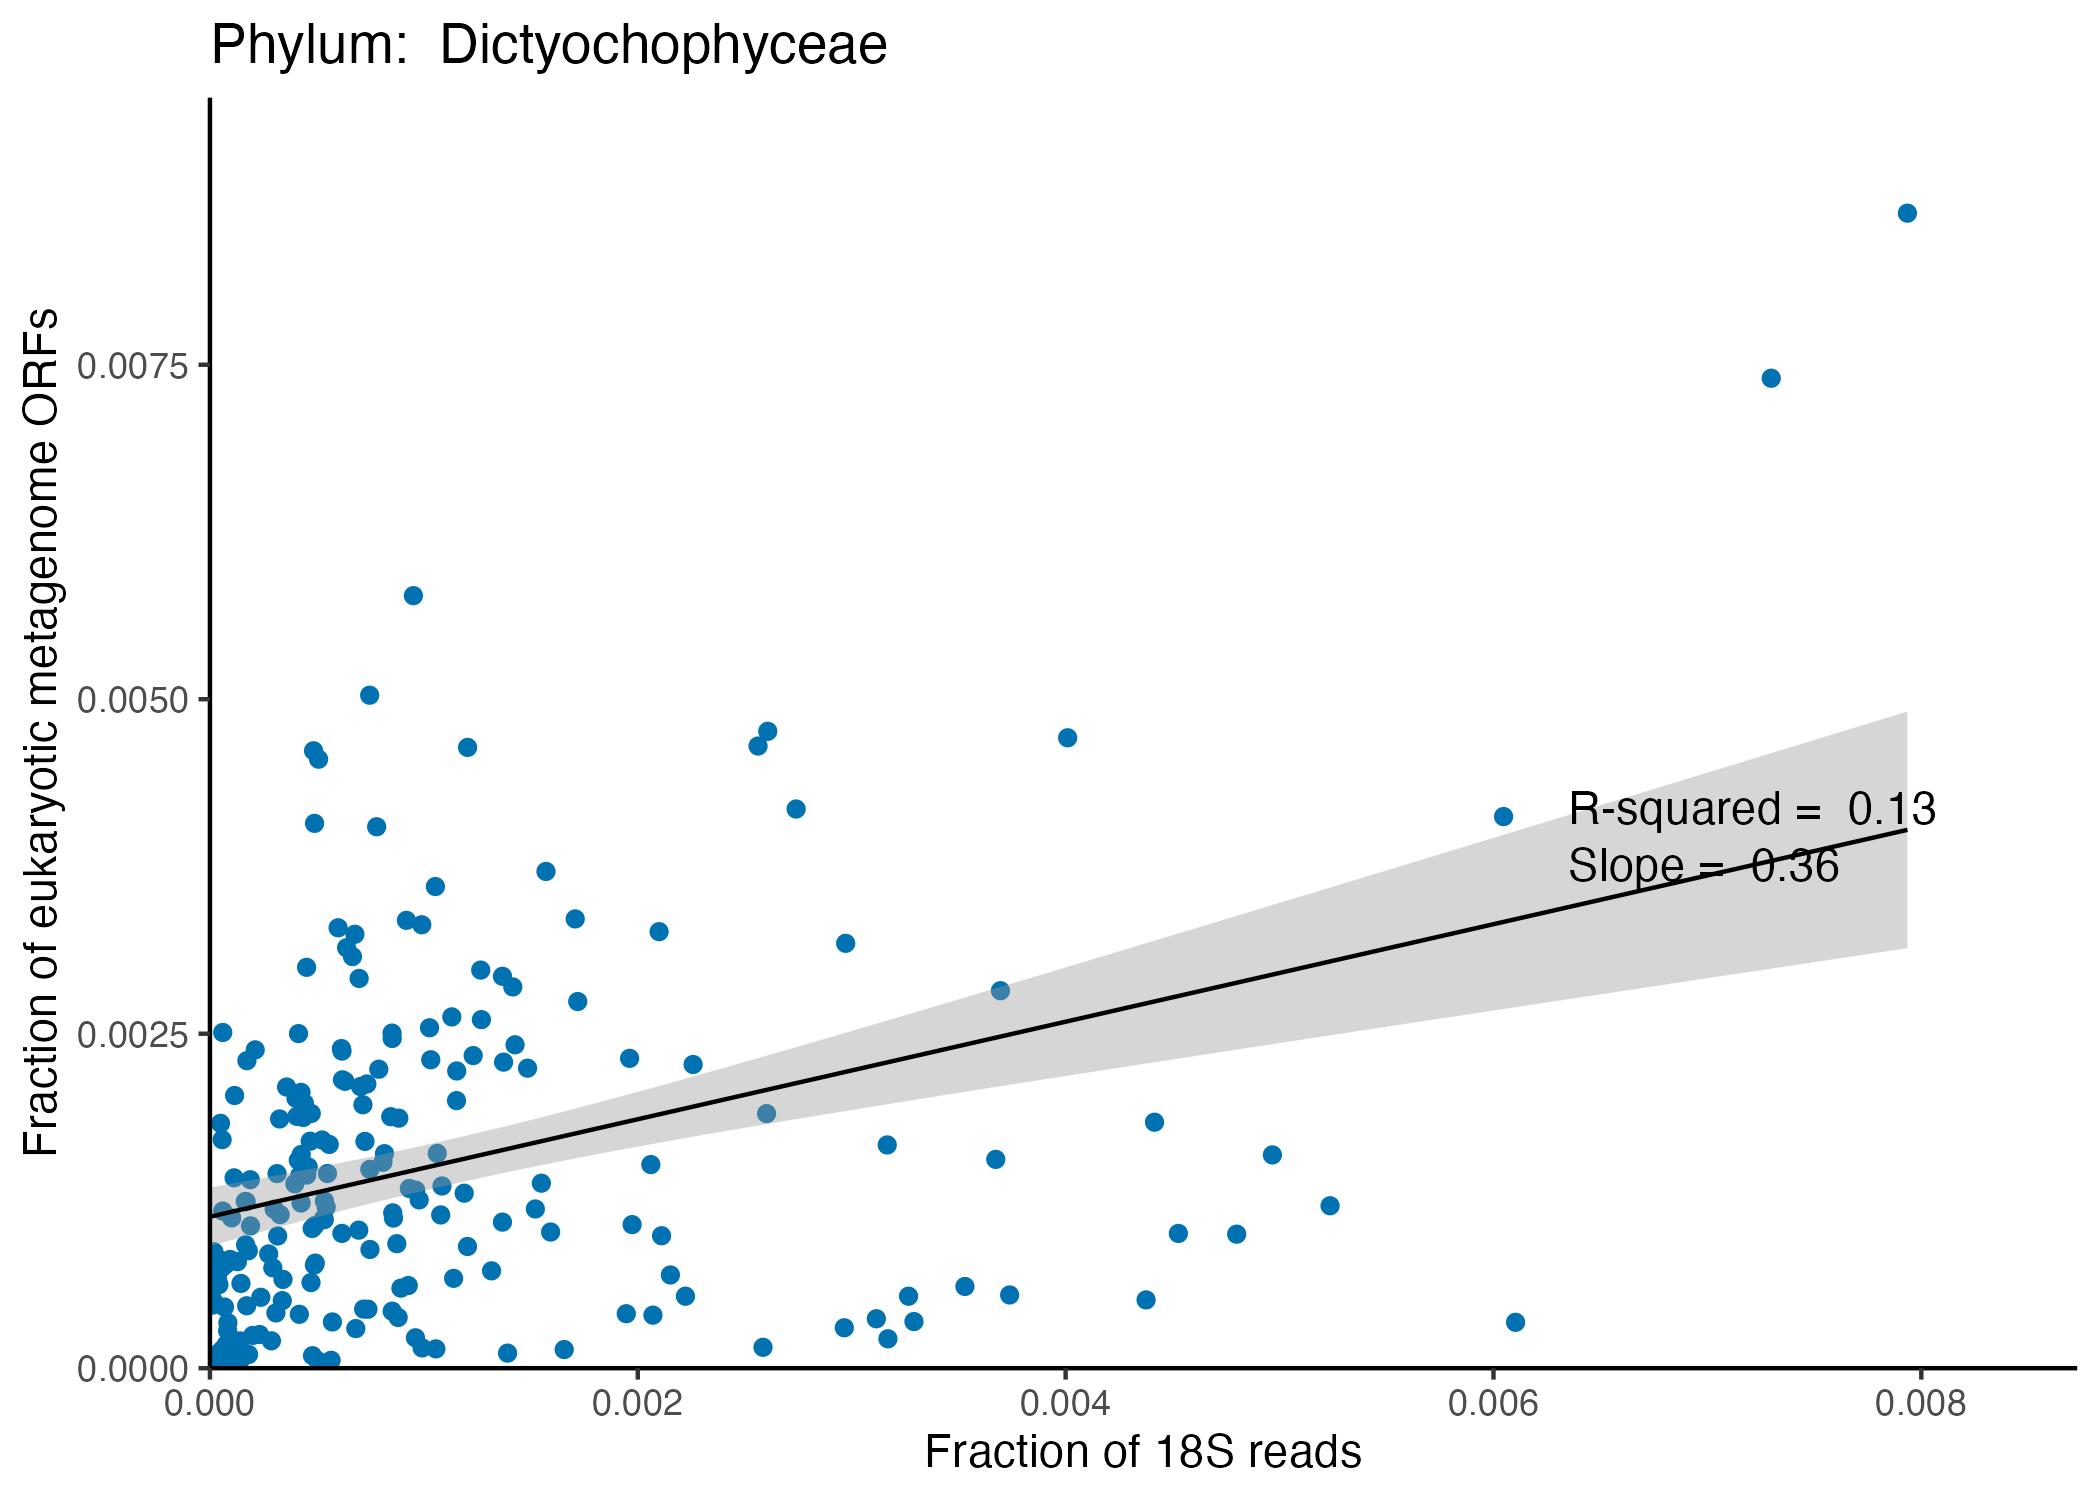 Phylum: Dictyochophyceae
Fraction of eukaryotic metagenome ORFs
0.0075
0.0050
0.0025
0.0000
R-squared = 0.13
Slope = 0.36
0.000 0.002 0.004 0.006 0.008
Fraction of 18S reads